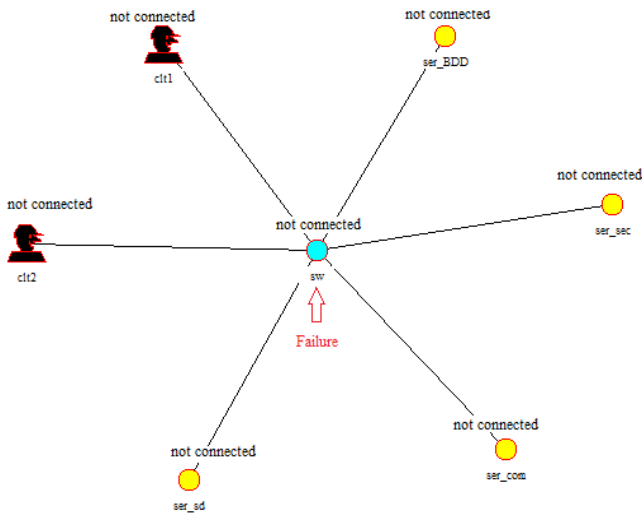 not connected
not connected
clt1
ser_BDD
not connected
not connected
not connected
ser_sec
clt2
sw
Failure
not connected
not connected
ser_com
ser_sd